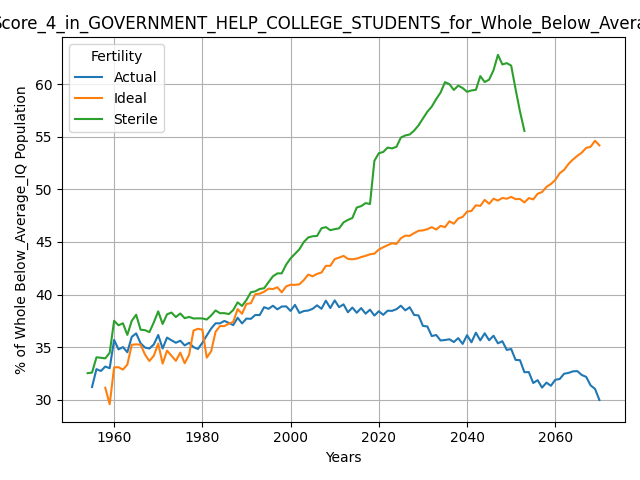 Score_4_in_GOVERNMENT_HELP_COLLEGE_STUDENTS_for_Whole_Below_Avera
Fertility
Actual
Ideal
Sterile
% of Whole Below_Average_IQ Population
60
55
50
45
40
35
30
1960 1980 2000 2020 2040 2060
Years